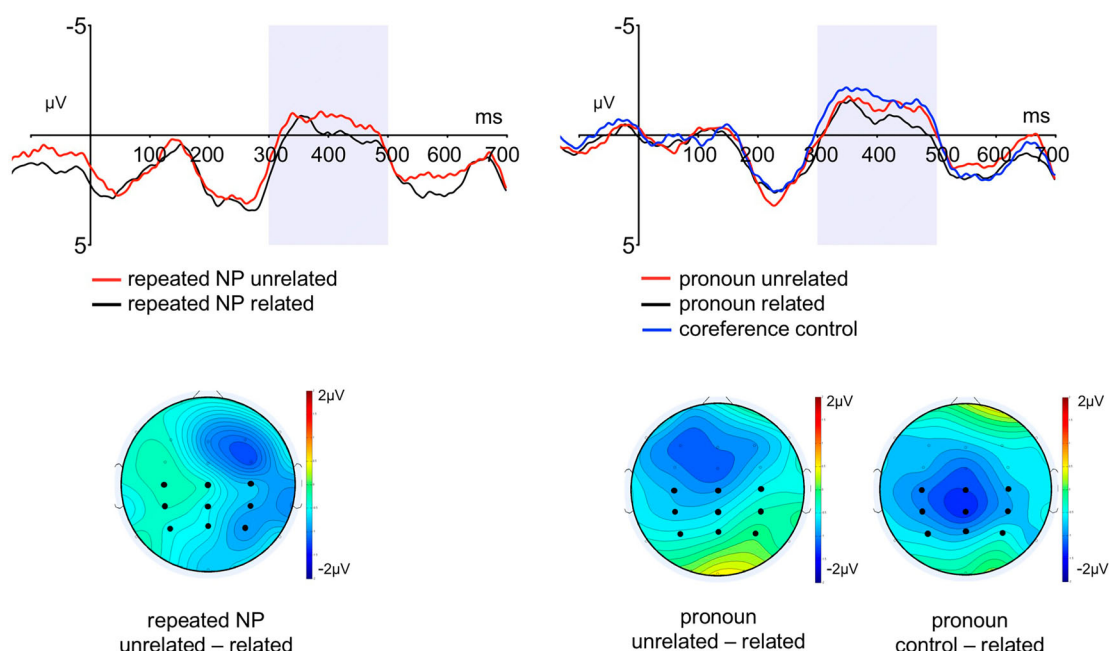 -5
µV
ms
100 200 300 400 500 600 700
5
repeated NP unrelated
repeated NP related
-5
µV
ms
100 200 300 400 500 600 700
5
pronoun unrelated
pronoun related
coreference control
2µV
-2µV
repeated NP
unrelated – related
2µV
-2µV
pronoun
unrelated – related
2µV
-2µV
pronoun
control – related